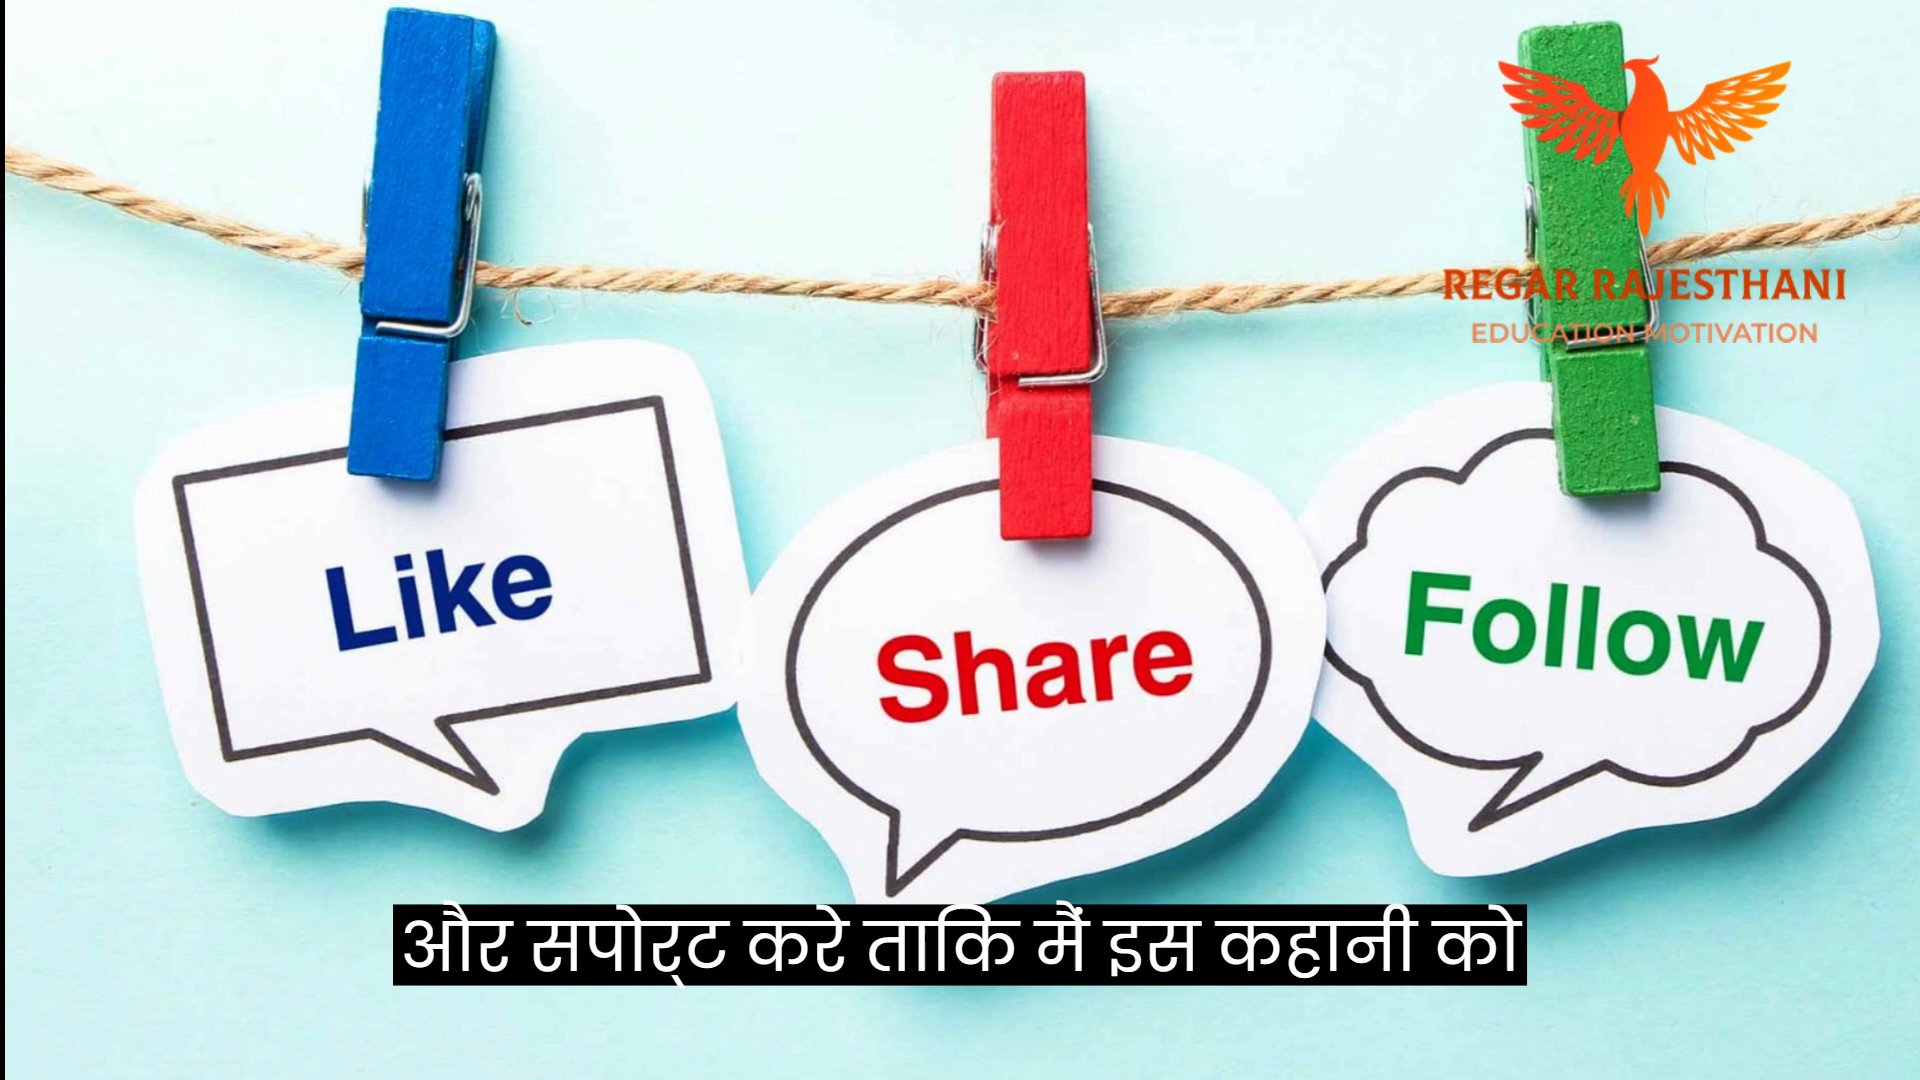 REGAR RAJESTHANI
EDUCATION MOTIVATION
Like
Share
Follow
और सपोर्ट करे ताकि मैं इस कहानी को